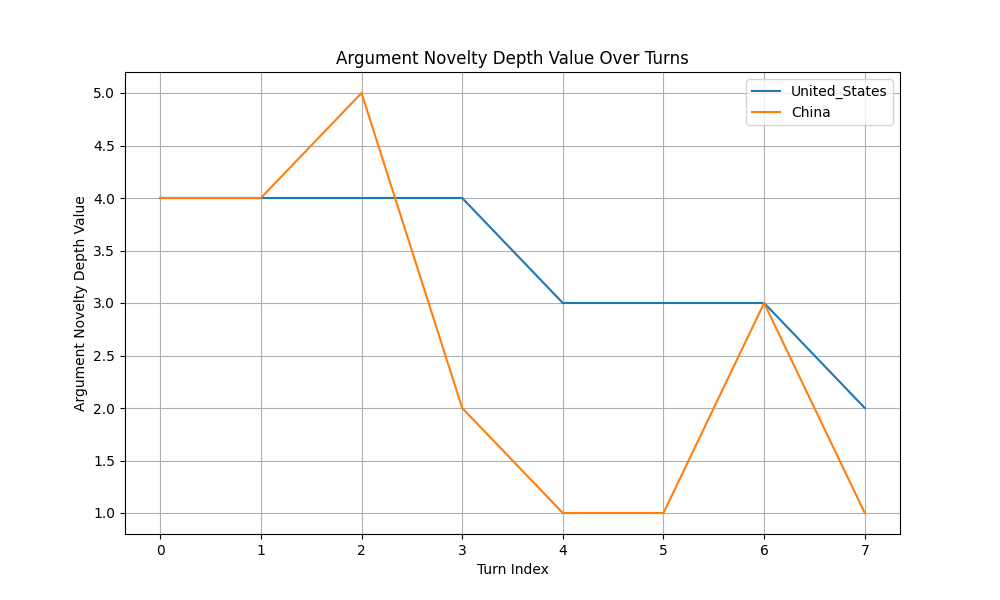 Argument Novelty Depth Value Over Turns
United_States
China
Argument Novelty Depth Value
5.0
4.5
4.0
3.5
3.0
2.5
2.0
1.5
1.0
0 1 2 3 4 5 6 7
Turn Index